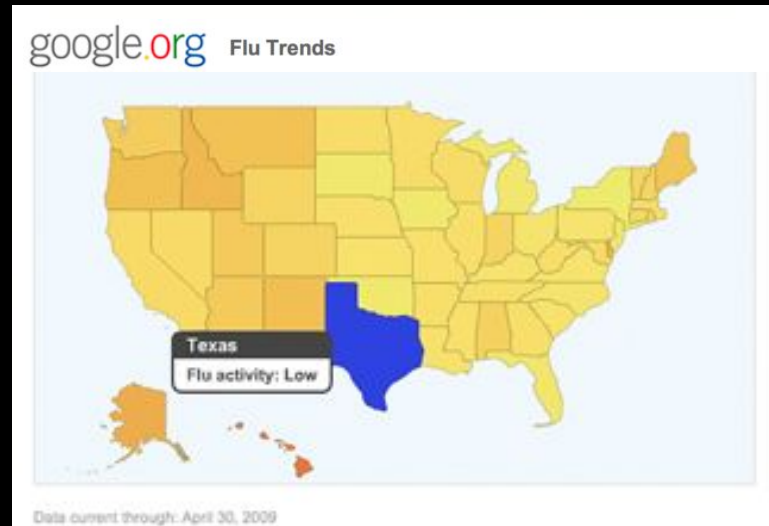 google.org Flu Trends
Texas
Flu activity: Low
Data current through: April 30, 2009